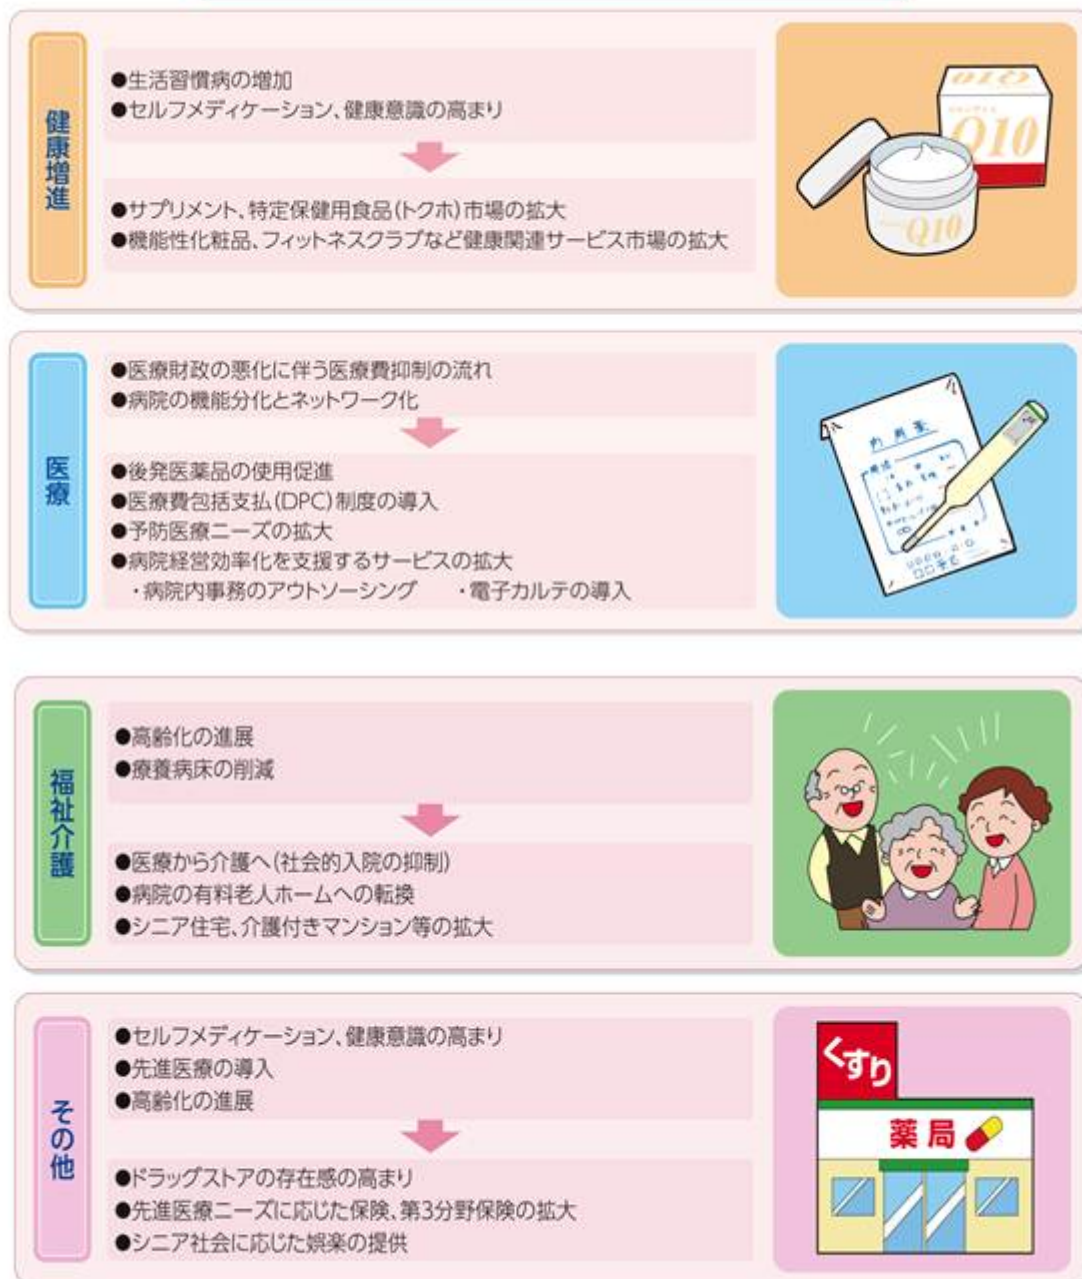 健康増進
●生活習慣病の増加
●セルフメディケーション、健康意識の高まり
●サプリメント、特定保健用食品(トクホ)市場の拡大
●機能性化粧品、フィットネスクラブなど健康関連サービス市場の拡大
Q10
Q10
Q10
医療
●医療財政の悪化に伴う医療費抑制の流れ
●病院の機能分化とネットワーク化
●後発医薬品の使用促進
●医療費包括支払(DPC)制度の導入
●予防医療ニーズの拡大
●病院経営効率化を支援するサービスの拡大
・病院内事務のアウトソーシング ・電子カルテの導入
内用薬
福祉介護
●高齢化の進展
●療養病床の削減
●医療から介護へ(社会的入院の抑制)
●病院の有料老人ホームへの転換
●シニア住宅、介護付きマンション等の拡大
その他
●セルフメディケーション、健康意識の高まり
●先進医療の導入
●高齢化の進展
●ドラッグストアの存在感の高まり
●先進医療ニーズに応じた保険、第3分野保険の拡大
●シニア社会に応じた娯楽の提供
くすり
薬局